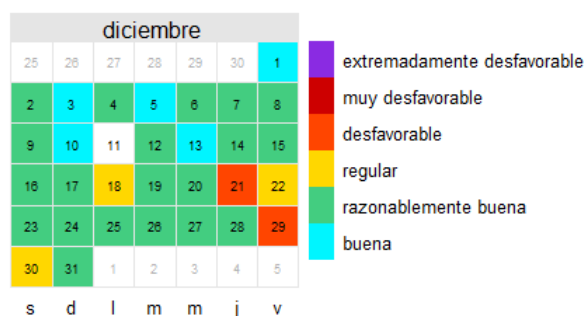 diciembre
25 26 27 28 29 30 1
2 3 4 5 6 7 8
9 10 11 12 13 14 15
16 17 18 19 20 21 22
23 24 25 26 27 28 29
30 31 1 2 3 4 5
s d l m m j v
extremadamente desfavorable
muy desfavorable
desfavorable
regular
razonablemente buena
buena